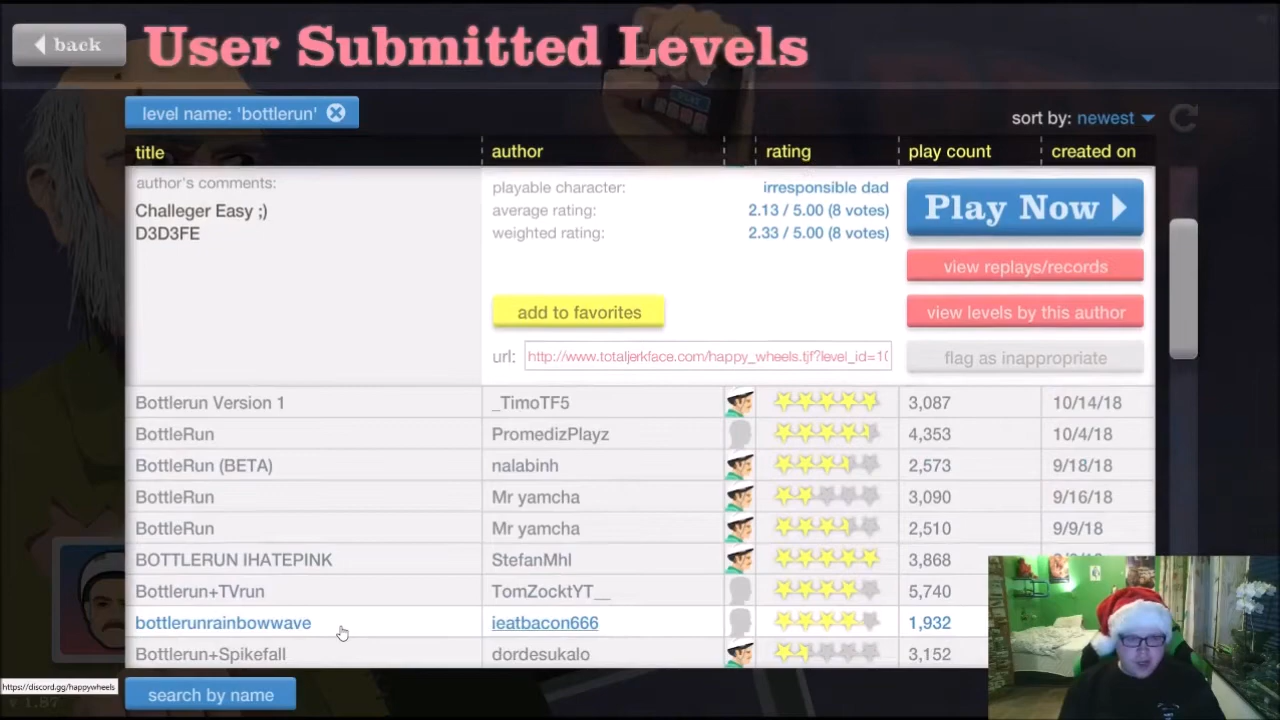 back
User Submitted Levels
level name: 'bottlerun'
sort by: newest
title author rating play count created on
author's comments:
Challeger Easy ;)
D3D3FE
playable character: irresponsible dad
average rating: 2.13 / 5.00 (8 votes)
weighted rating: 2.33 / 5.00 (8 votes)
add to favorites
url: http://www.totaljerkface.com/happy_wheels.tjf?level_id=10
Play Now
view replays/records
view levels by this author
flag as inappropriate
Bottlerun Version 1 _TimoTF5 3,087 10/14/18
BottleRun PromedizPlayz 4,353 10/4/18
BottleRun (BETA) nalabinh 2,573 9/18/18
BottleRun Mr yamcha 3,090 9/16/18
BottleRun Mr yamcha 2,510 9/9/18
BOTTLERUN IHATEPINK StefanMhl 3,868
Bottlerun+TVrun TomZocktYT__ 5,740
bottlerunrainbowwave ieatbacon666 1,932
Bottlerun+Spikefall dordesukalo 3,152
https://discord.gg/happywheels
search by name
v 1.87